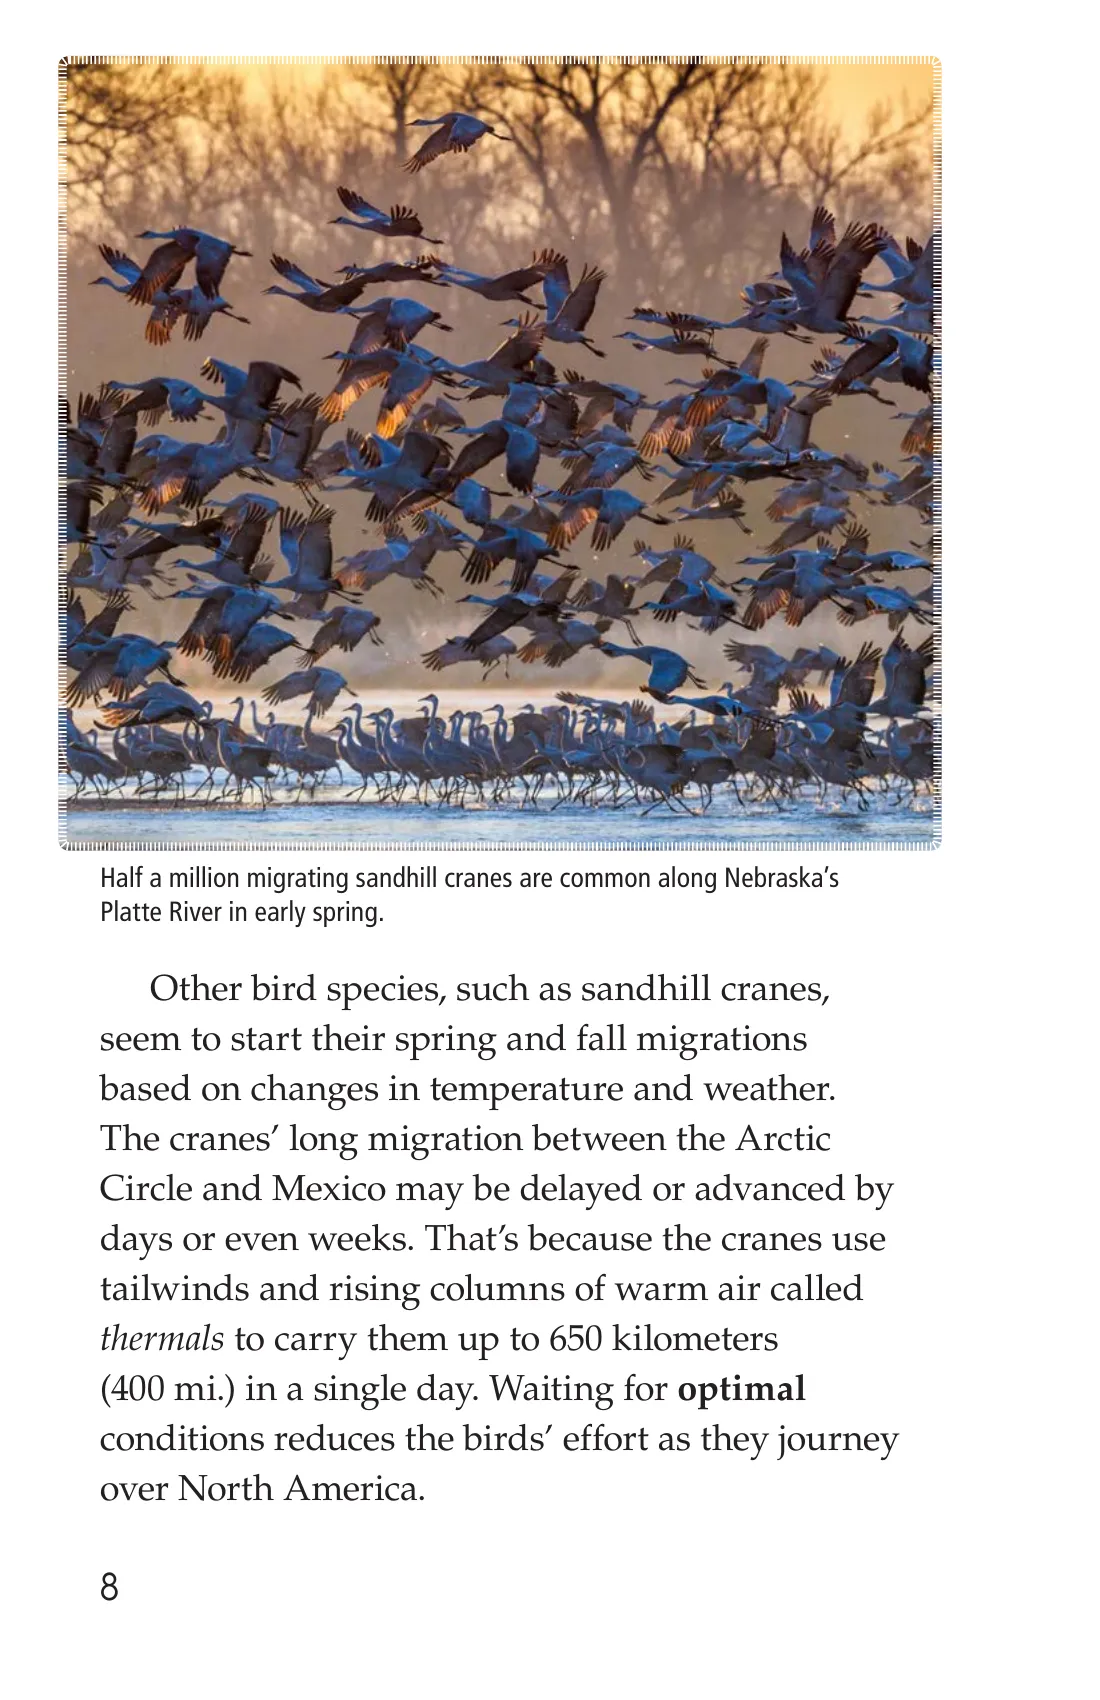 Half a million migrating sandhill cranes are common along Nebraska’s
Platte River in early spring.
Other bird species, such as sandhill cranes,
seem to start their spring and fall migrations
based on changes in temperature and weather.
The cranes’ long migration between the Arctic
Circle and Mexico may be delayed or advanced by
days or even weeks. That’s because the cranes use
tailwinds and rising columns of warm air called
thermals to carry them up to 650 kilometers
(400 mi.) in a single day. Waiting for optimal
conditions reduces the birds’ effort as they journey
over North America.
8